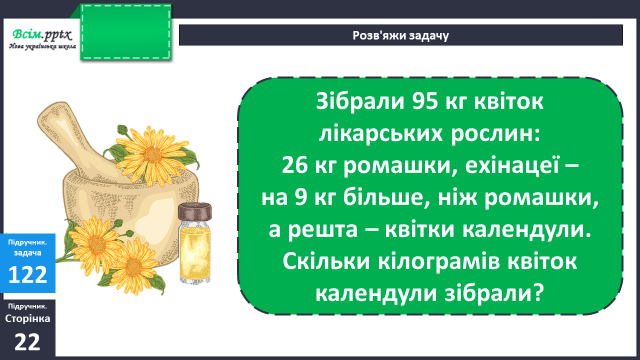 Всім.pptx
Нова українська школа
Розв'яжи задачу
Зібрали 95 кг квіток
лікарських рослин:
26 кг ромашки, ехінацеї –
на 9 кг більше, ніж ромашки,
а решта – квітки календули.
Скільки кілограмів квіток
календули зібрали?
Підручник.
задача
122
Підручник.
Сторінка
22